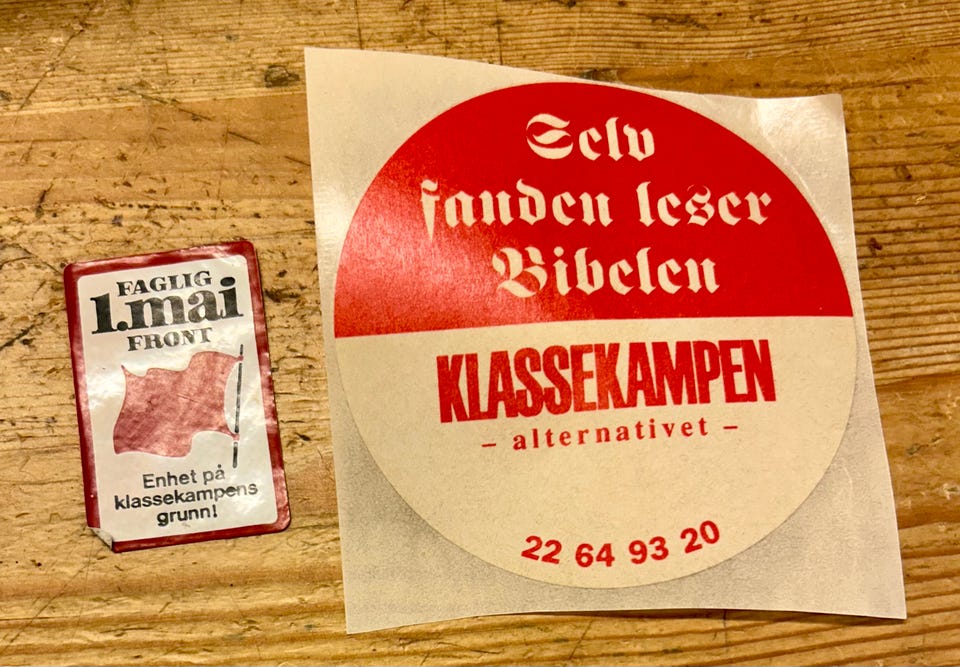 FAGLIG
1.mai
FRONT
Enhet på
klassekampens
grunn!
Selv
fanden leser
Bibelen
KLASSEKAMPEN
– alternativet –
22 64 93 20